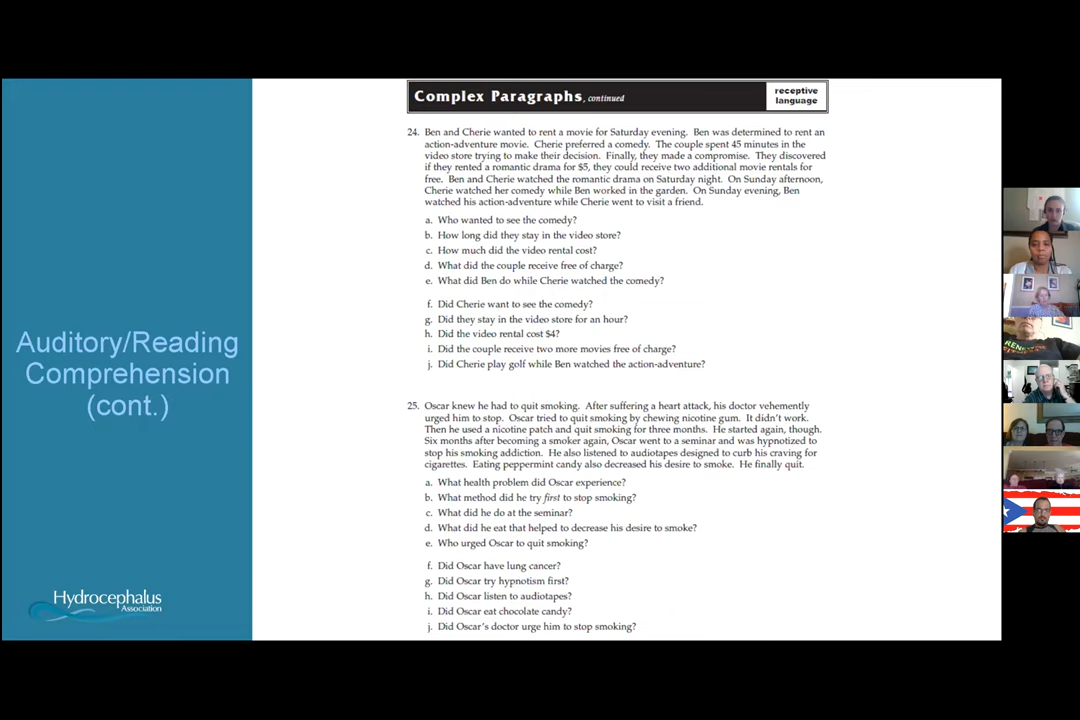 Complex Paragraphs, continued
receptive
language
24. Ben and Cherie wanted to rent a movie for Saturday evening. Ben was determined to rent an
action-adventure movie. Cherie preferred a comedy. The couple spent 45 minutes in the
video store trying to make their decision. Finally, they made a compromise. They discovered
if they rented a romantic drama for $5, they could receive two additional movie rentals for
free. Ben and Cherie watched the romantic drama on Saturday night. On Sunday afternoon,
Cherie watched her comedy while Ben worked in the garden. On Sunday evening, Ben
watched his action-adventure while Cherie went to visit a friend.
a. Who wanted to see the comedy?
b. How long did they stay in the video store?
c. How much did the video rental cost?
d. What did the couple receive free of charge?
e. What did Ben do while Cherie watched the comedy?
f. Did Cherie want to see the comedy?
g. Did they stay in the video store for an hour?
h. Did the video rental cost $4?
i. Did the couple receive two more movies free of charge?
j. Did Cherie play golf while Ben watched the action-adventure?
25. Oscar knew he had to quit smoking. After suffering a heart attack, his doctor vehemently
urged him to stop. Oscar tried to quit smoking by chewing nicotine gum. It didn't work.
Then he used a nicotine patch and quit smoking for three months. He started again, though.
Six months after becoming a smoker again, Oscar went to a seminar and was hypnotized to
stop his smoking addiction. He also listened to audiotapes designed to curb his craving for
cigarettes. Eating peppermint candy also decreased his desire to smoke. He finally quit.
a. What health problem did Oscar experience?
b. What method did he try first to stop smoking?
c. What did he do at the seminar?
d. What did he eat that helped to decrease his desire to smoke?
e. Who urged Oscar to quit smoking?
f. Did Oscar have lung cancer?
g. Did Oscar try hypnotism first?
h. Did Oscar listen to audiotapes?
i. Did Oscar eat chocolate candy?
j. Did Oscar's doctor urge him to stop smoking?
Auditory/Reading
Comprehension
(cont.)
Hydrocephalus
Association